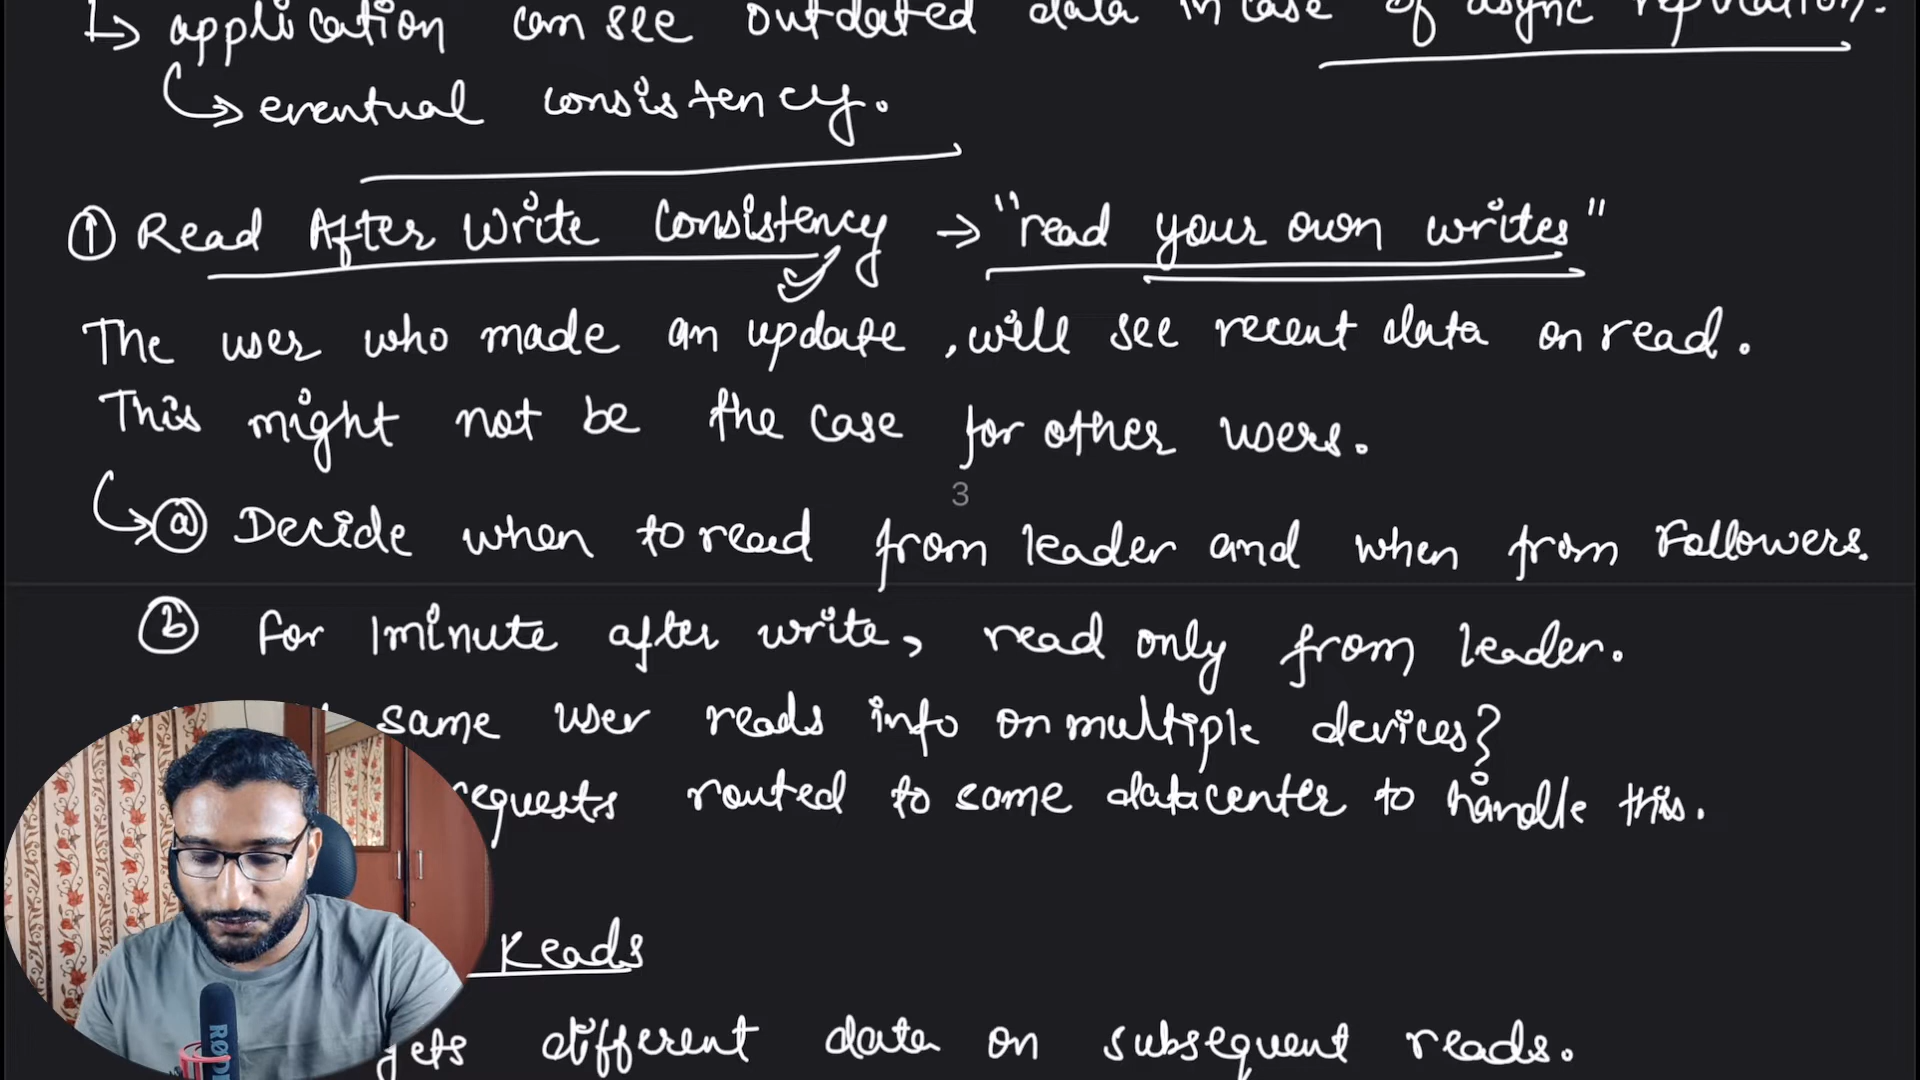 ↳ application can see outdated data in case of async replication.
↳ eventual consistency.
① Read After Write Consistency → "read your own writes"
The user who made an update, will see recent data on read.
This might not be the case for other users.
3
↳ ⓐ Decide when to read from leader and when from Followers.
ⓑ For 1 minute after write, read only from leader.
same user reads info on multiple devices?
requests routed to same datacenter to handle this.
Reads
gets different data on subsequent reads.
RØDE